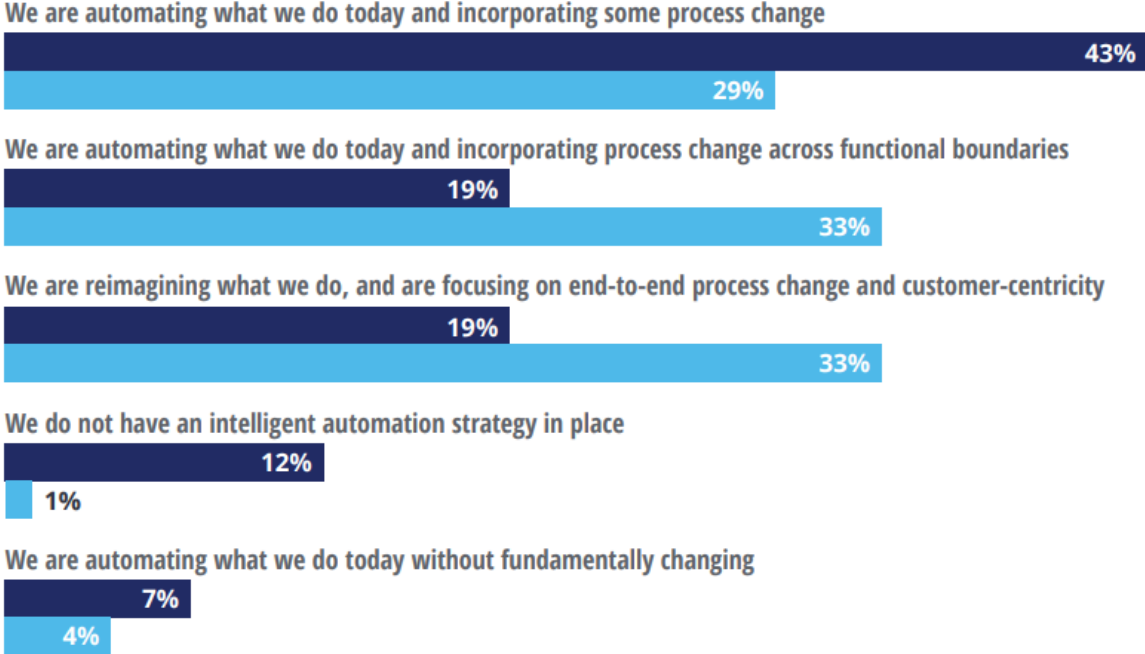 We are automating what we do today and incorporating some process change
43%
29%
We are automating what we do today and incorporating process change across functional boundaries
19%
33%
We are reimagining what we do, and are focusing on end-to-end process change and customer-centricity
19%
33%
We do not have an intelligent automation strategy in place
12%
1%
We are automating what we do today without fundamentally changing
7%
4%